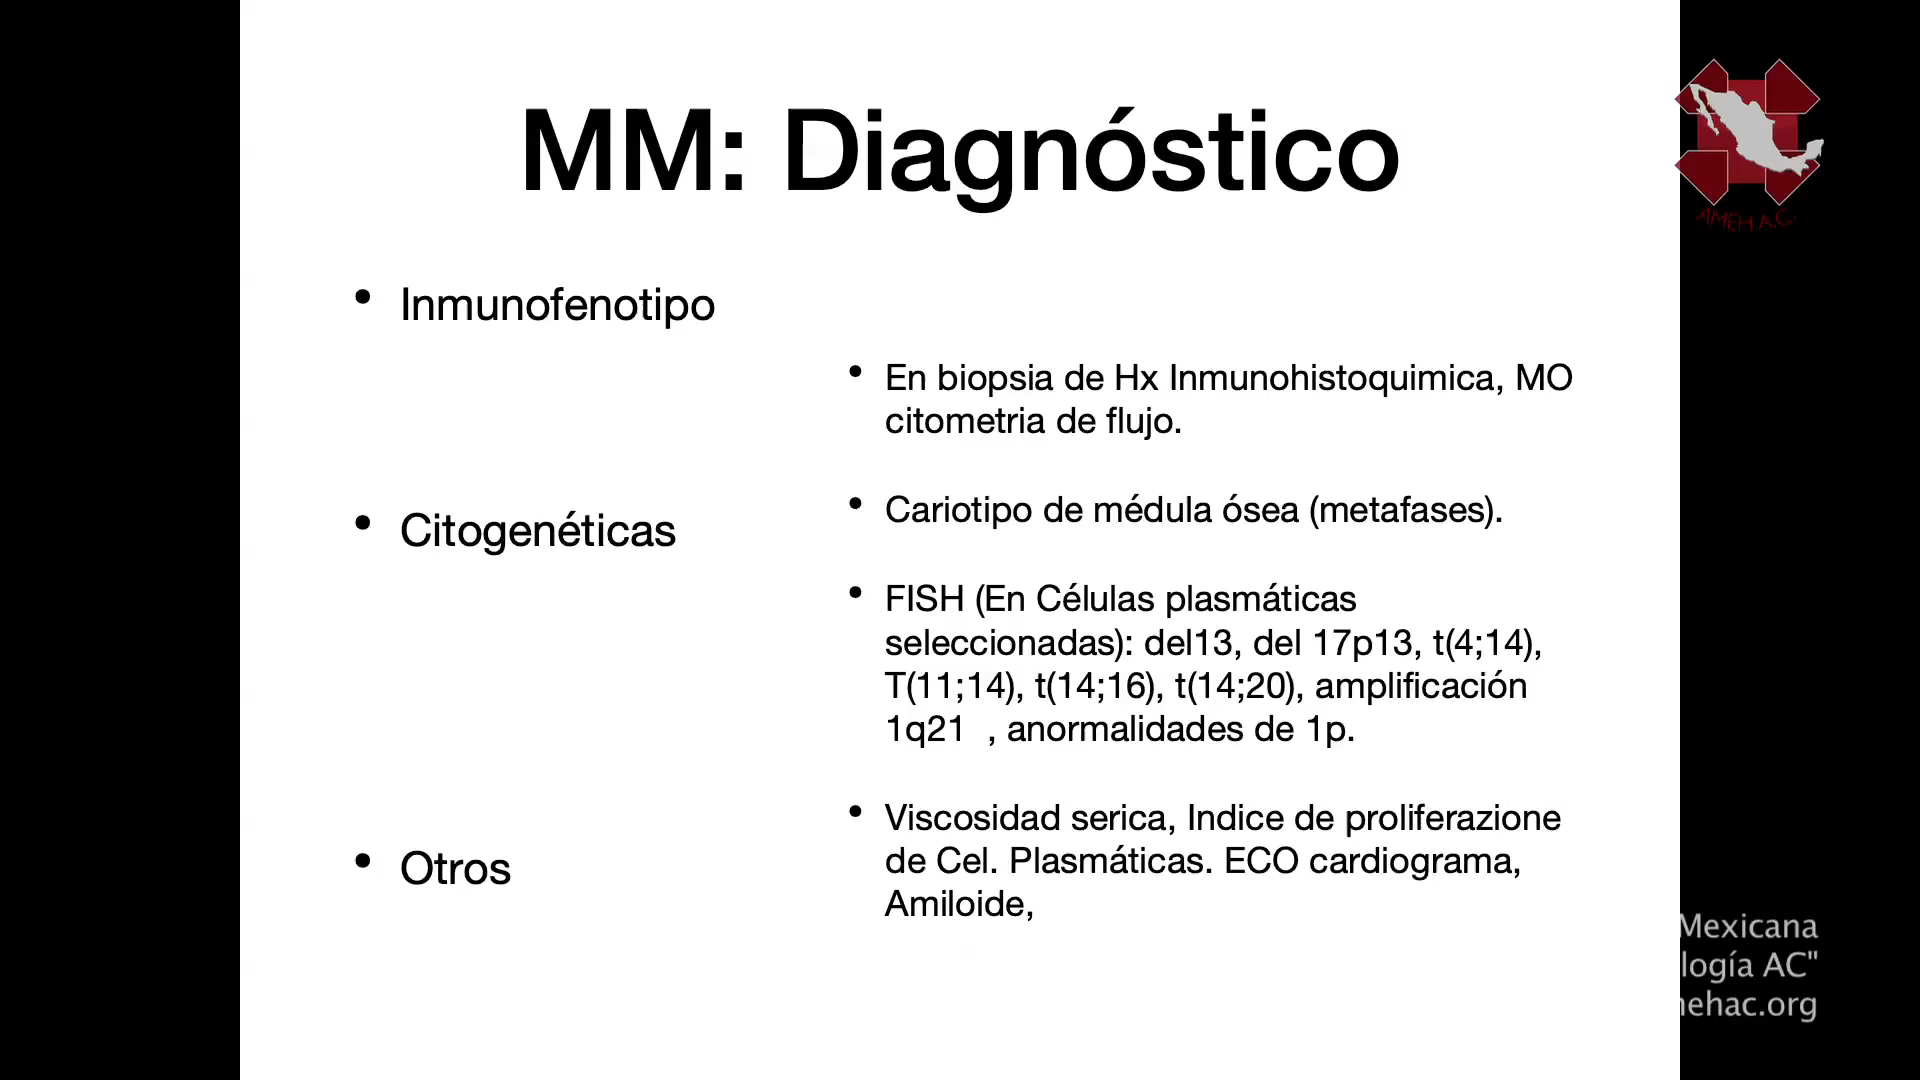 MM: Diagnóstico
AMEH A.C.
• Inmunofenotipo
• En biopsia de Hx Inmunohistoquimica, MO
citometria de flujo.
• Citogenéticas
• Cariotipo de médula ósea (metafases).
• FISH (En Células plasmáticas
seleccionadas): del13, del 17p13, t(4;14),
T(11;14), t(14;16), t(14;20), amplificación
1q21 , anormalidades de 1p.
• Otros
• Viscosidad serica, Indice de proliferazione
de Cel. Plasmáticas. ECO cardiograma,
Amiloide,
Mexicana
logía AC"
ehac.org